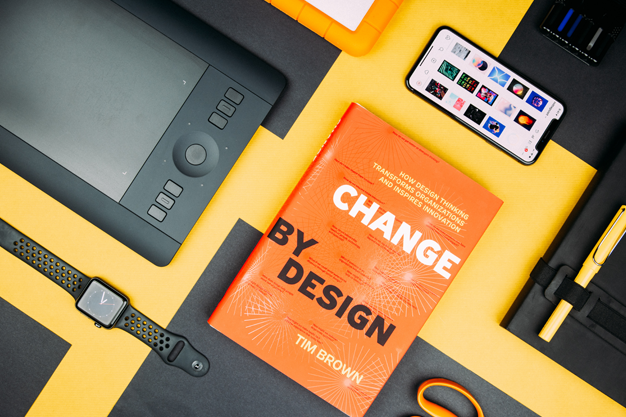 HOW DESIGN THINKING
TRANSFORMS ORGANIZATIONS
AND INSPIRES INNOVATION
CHANGE
BY
DESIGN
TIM BROWN